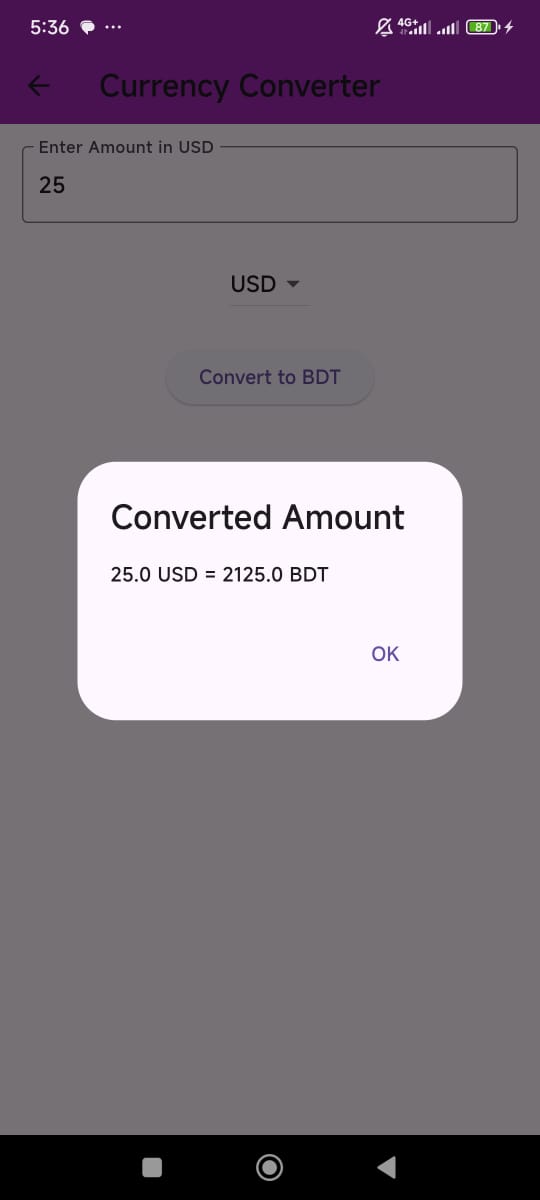 5:36 ... 4G+ 87
Currency Converter
Enter Amount in USD
25
USD
Convert to BDT
Converted Amount
25.0 USD = 2125.0 BDT
OK